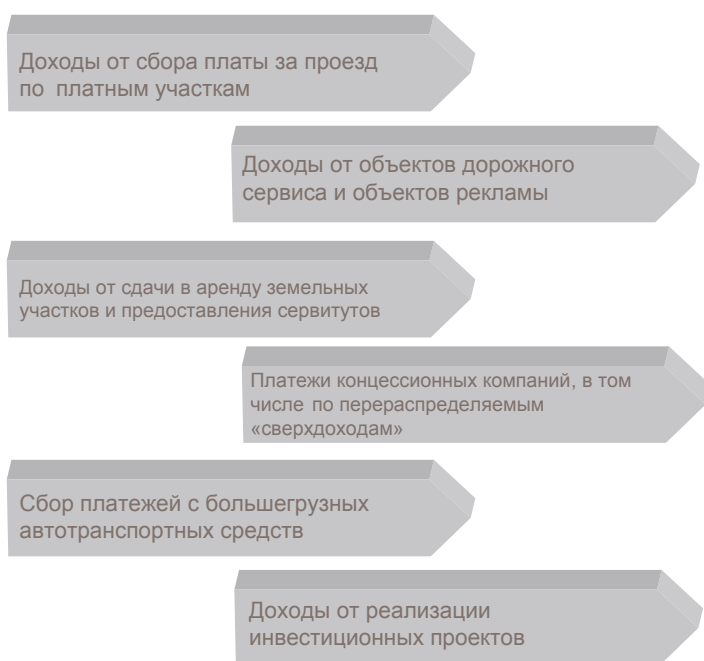 Доходы от сбора платы за проезд
по платным участкам
Доходы от объектов дорожного
сервиса и объектов рекламы
Доходы от сдачи в аренду земельных
участков и предоставления сервитутов
Платежи концессионных компаний, в том
числе по перераспределяемым
«сверхдоходам»
Сбор платежей с большегрузных
автотранспортных средств
Доходы от реализации
инвестиционных проектов